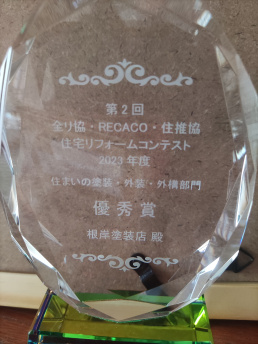 第2回
全リ協・RECACO・住推協
住宅リフォームコンテスト
2023年度
住まいの塗装・外装・外構部門
優秀賞
根岸塗装店 殿